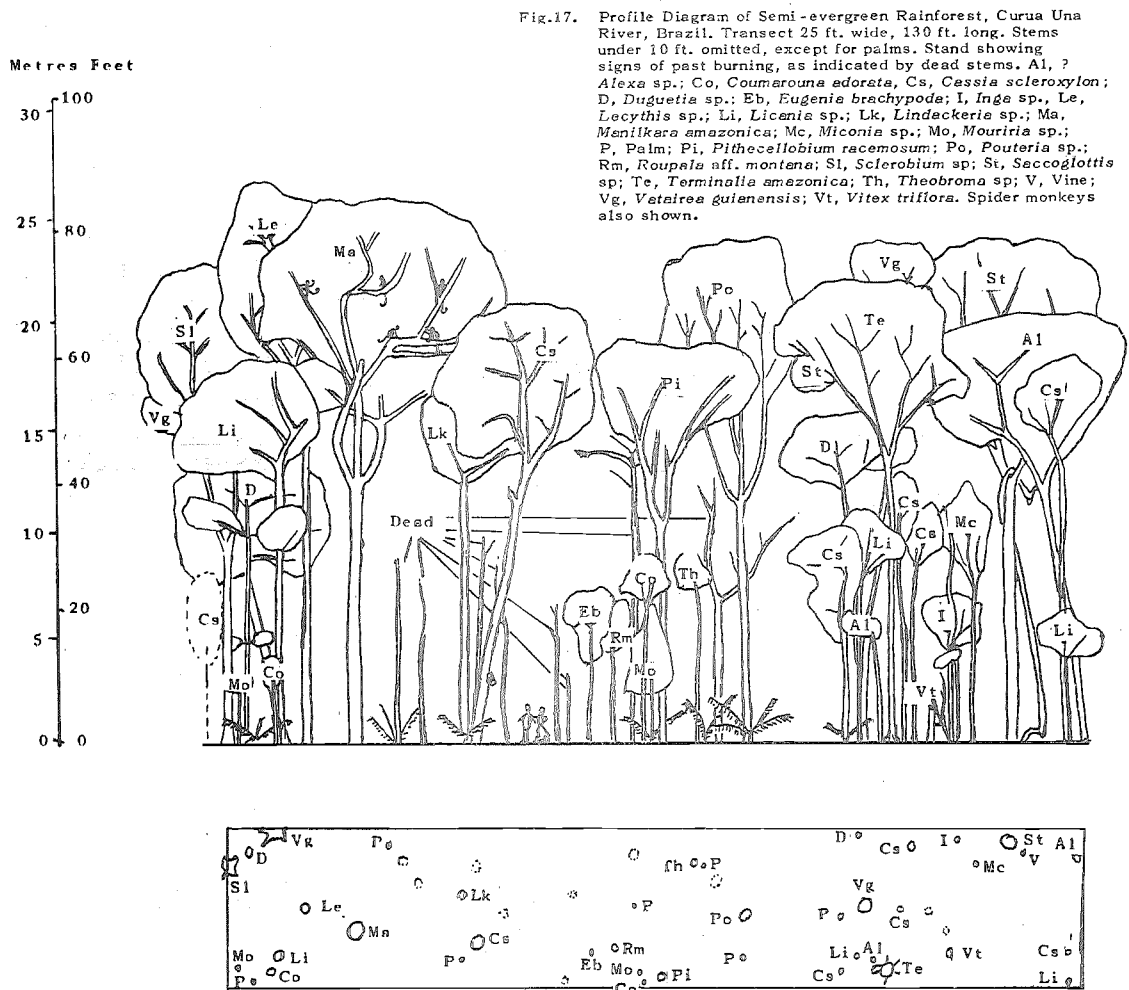 Fig.17. Profile Diagram of Semi-evergreen Rainforest, Curua Una
River, Brazil. Transect 25 ft. wide, 130 ft. long. Stems
under 10 ft. omitted, except for palms. Stand showing
signs of past burning, as indicated by dead stems. Al, ?
Alexa sp.; Co, Coumarouna adorata, Cs, Cassia scleroxylon;
D, Duguetia sp.; Eb, Eugenia brachypoda; I, Inga sp., Le,
Lecythis sp.; Li, Licania sp.; Lk, Lindackeria sp.; Ma,
Manilkara amazonica; Mc, Miconia sp.; Mo, Mouriria sp.;
P, Palm; Pi, Pithecellobium racemosum; Po, Pouteria sp.;
Rm, Roupala aff. montana; Sl, Sclerobium sp; St, Saccoglottis
sp; Te, Terminalia amazonica; Th, Theobroma sp; V, Vine;
Vg, Vatairea guianensis; Vt, Vitex triflora. Spider monkeys
also shown.
Metres Feet
30 100
25 80
20 60
15 40
10
5 20
0 0
Le
Ma
Sl
Vg
Li
D
Cs
Mo
Co
Lk
Cs
Dead
Po
Pi
Eb
Rm
Co
Mo
Th
Vg
St
Te
St
Al
Cs
D
Cs
Li
Cs
Cs
Mc
Al
I
Vt
Li
Vg P D Cs I St Al
D Th P Mc V
Sl
Lk Vg
Le P Po P Cs
Ma Cs
Mo Li P Eb Rm P Li Al Vt Cs
P Co Mo Pi Cs Te Li
Co